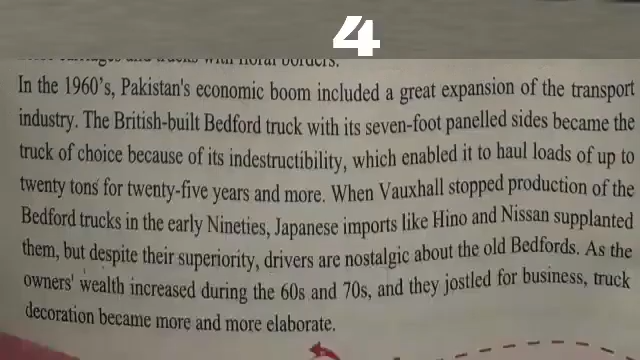 4
with floral borders.
In the 1960's, Pakistan's economic boom included a great expansion of the transport
industry. The British-built Bedford truck with its seven-foot panelled sides became the
truck of choice because of its indestructibility, which enabled it to haul loads of up to
twenty tons for twenty-five years and more. When Vauxhall stopped production of the
Bedford trucks in the early Nineties, Japanese imports like Hino and Nissan supplanted
them, but despite their superiority, drivers are nostalgic about the old Bedfords. As the
owners' wealth increased during the 60s and 70s, and they jostled for business, truck
decoration became more and more elaborate.